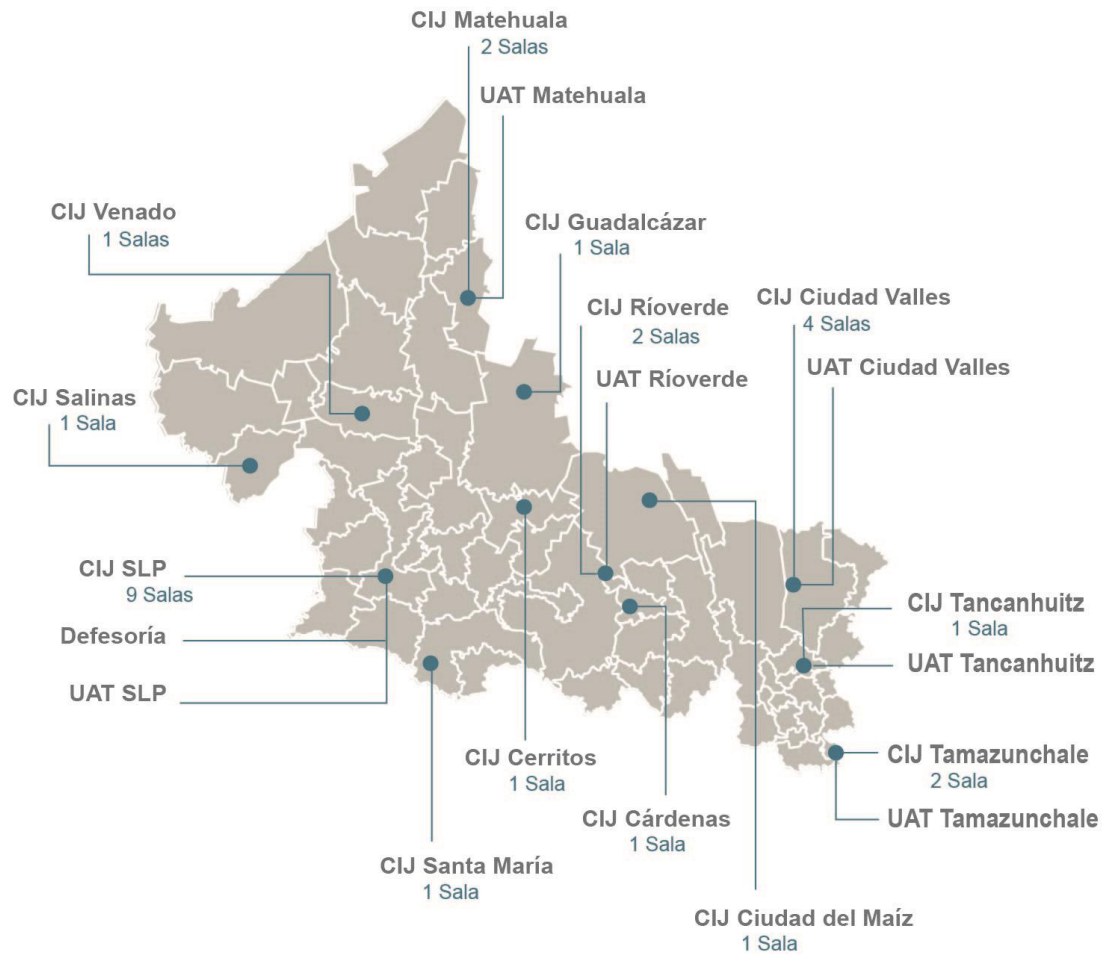 CIJ Matehuala
2 Salas
UAT Matehuala
CIJ Venado
1 Salas
CIJ Guadalcázar
1 Sala
CIJ Ríoverde
2 Salas
UAT Ríoverde
CIJ Ciudad Valles
4 Salas
UAT Ciudad Valles
CIJ Salinas
1 Sala
CIJ SLP
9 Salas
Defesoría
UAT SLP
CIJ Tancanhuitz
1 Sala
UAT Tancanhuitz
CIJ Cerritos
1 Sala
CIJ Tamazunchale
2 Sala
UAT Tamazunchale
CIJ Cárdenas
1 Sala
CIJ Santa María
1 Sala
CIJ Ciudad del Maíz
1 Sala